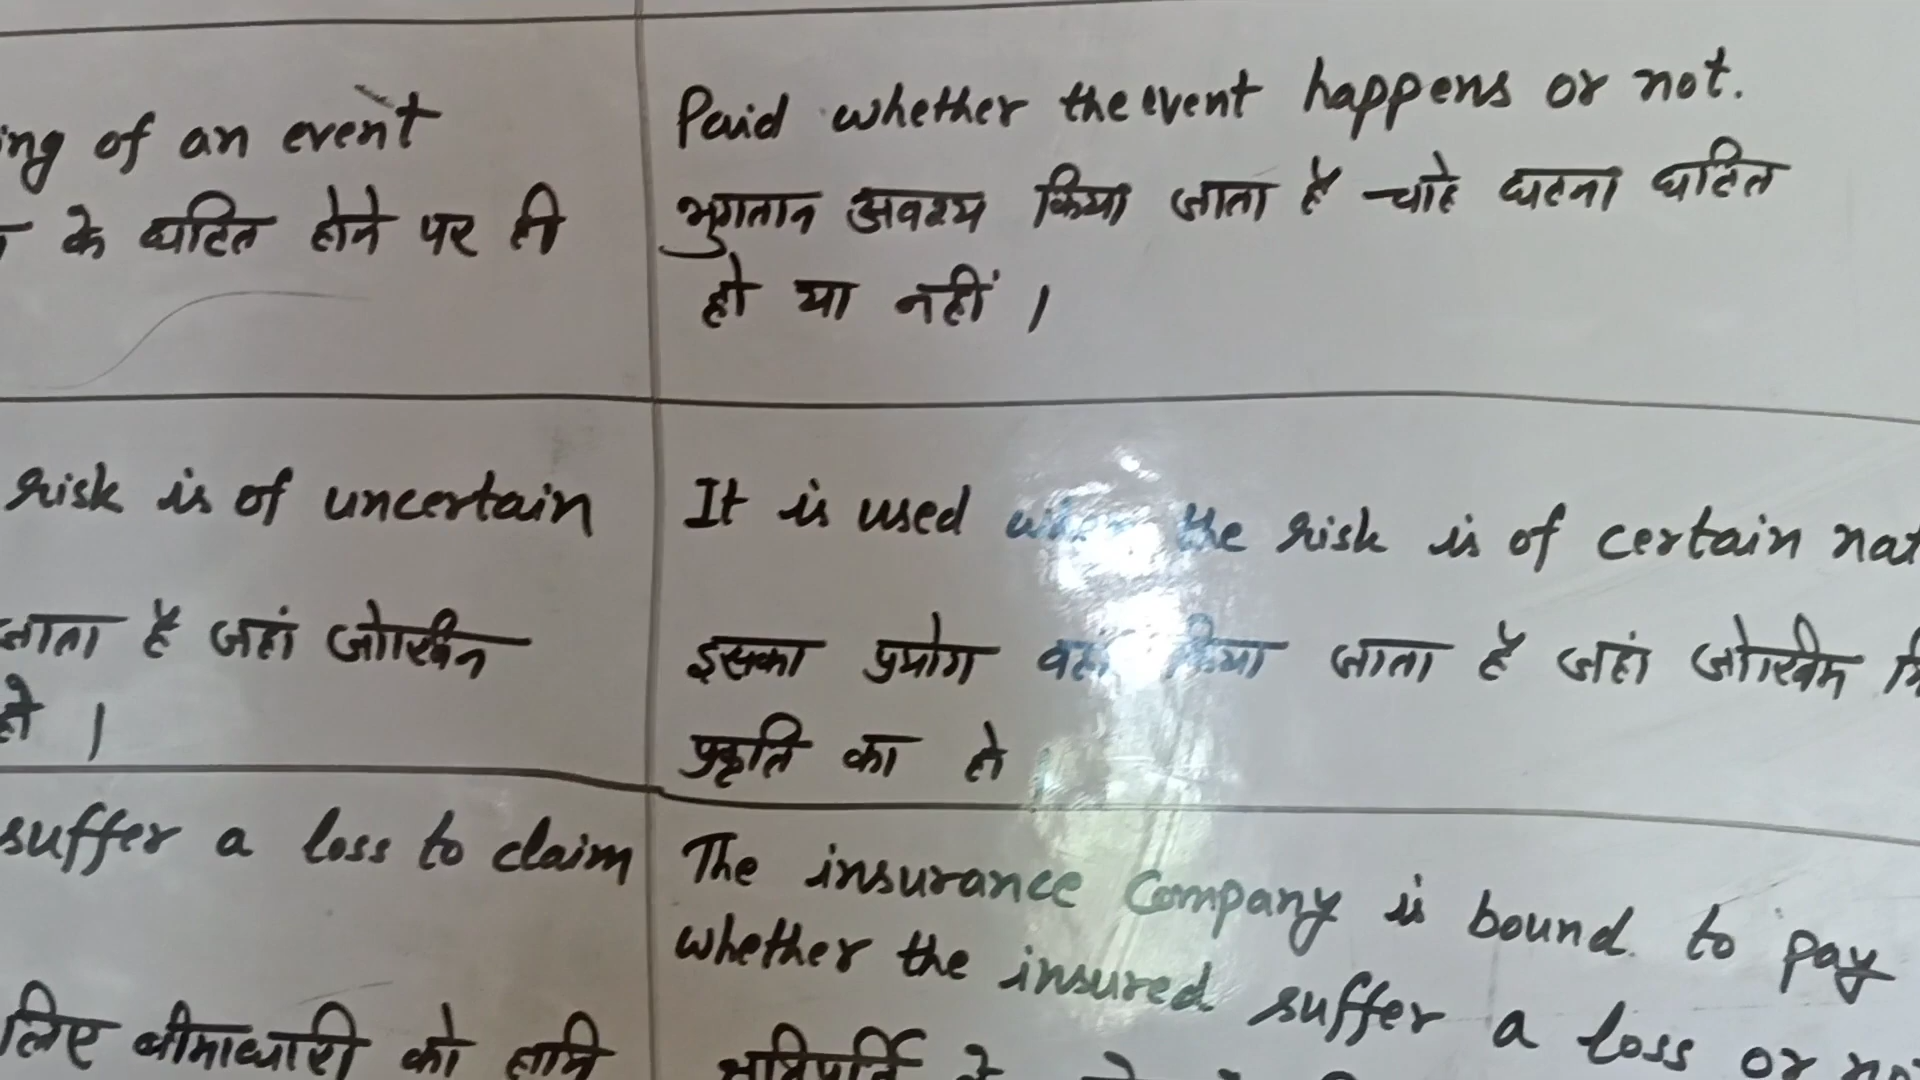 of an event
के घटित होने पर ही
Paid whether the event happens or not.
भुगतान अवश्य किया जाता है चाहे घटना घटित
हो या नहीं ।
risk is of uncertain
जाता है जहां जोखिम
हो ।
It is used when the risk is of certain
इसका प्रयोग वहां किया जाता है जहां जोखिम
प्रकृति का हो
suffer a loss to claim
लिए बीमाधारी को हानि
The insurance Company is bound to pay
whether the insured suffer a loss or